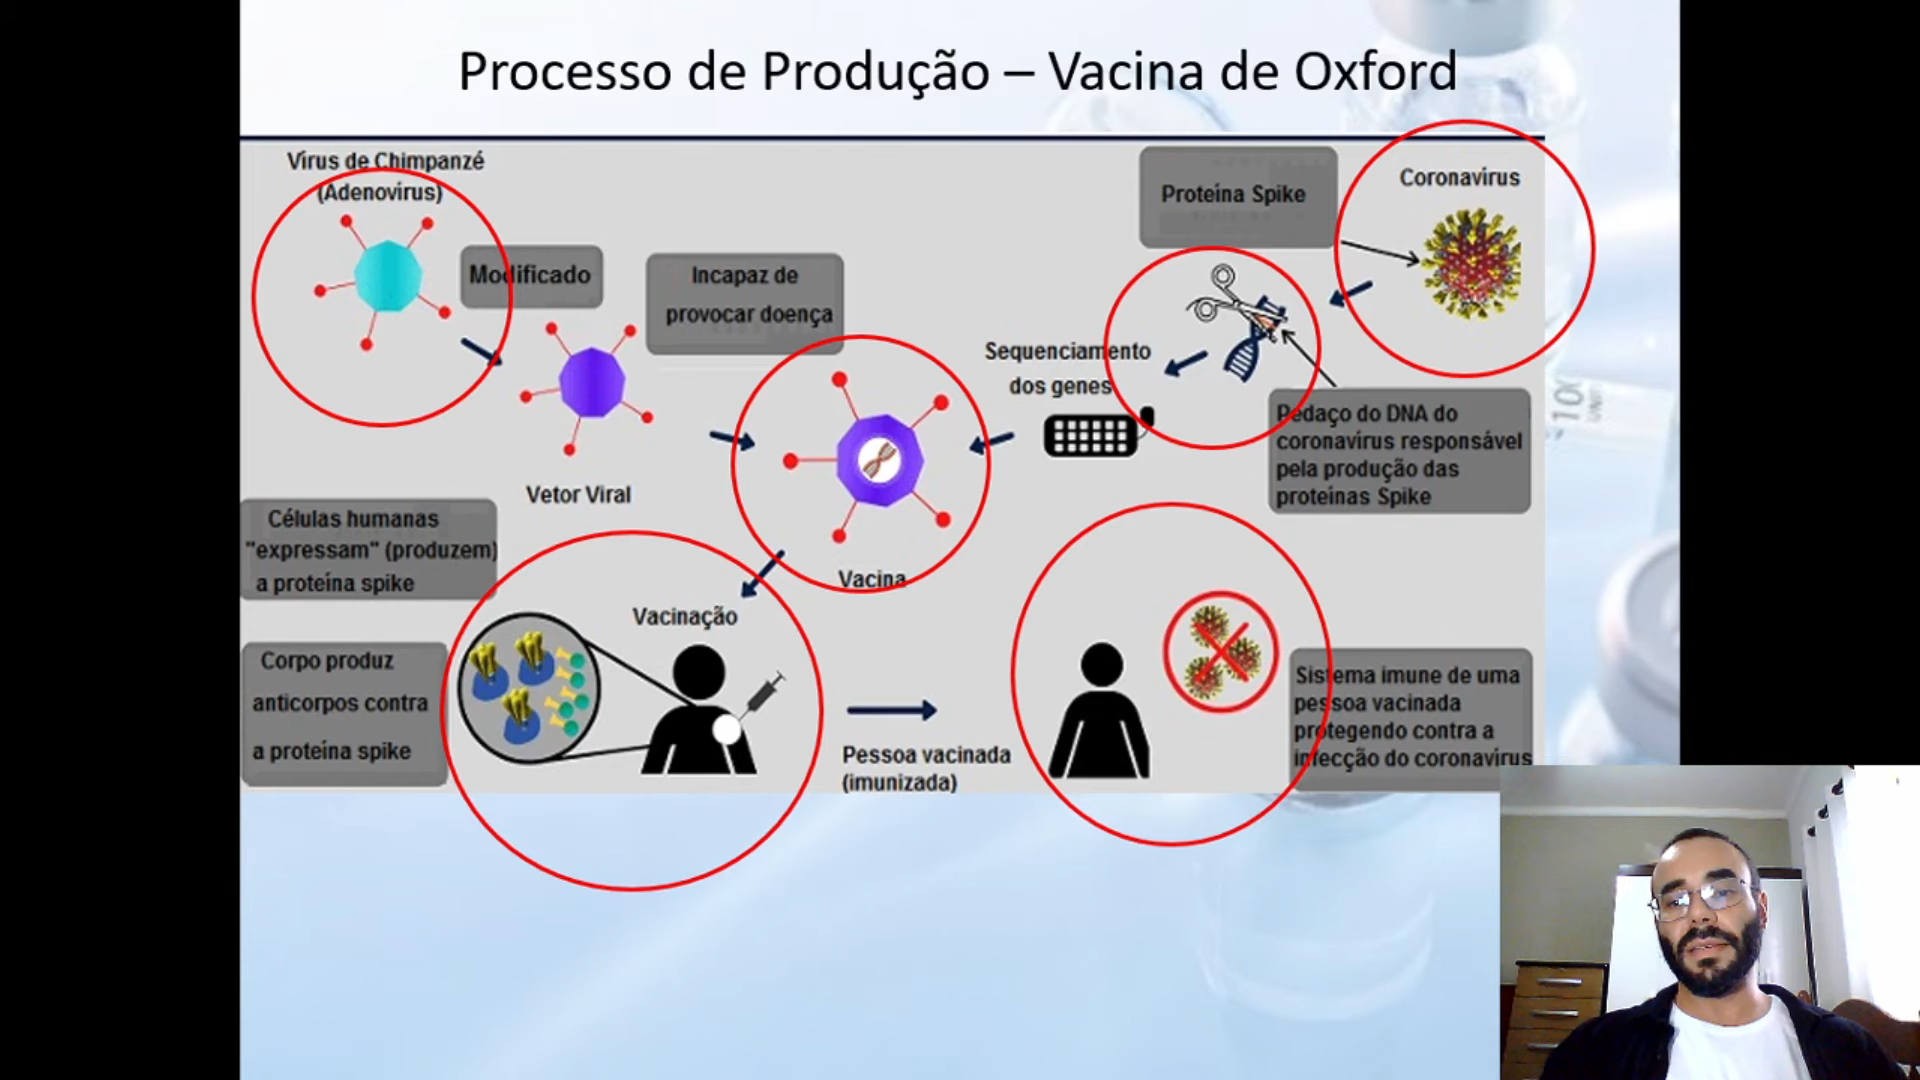 Processo de Produção – Vacina de Oxford
Vírus de Chimpanzé
(Adenovírus)
Modificado
Incapaz de
provocar doença
Proteína Spike
Coronavírus
Sequenciamento
dos genes
Pedaço do DNA do
coronavírus responsável
pela produção das
proteínas Spike
Vetor Viral
Vacina
Células humanas
"expressam" (produzem)
a proteína spike
Vacinação
Corpo produz
anticorpos contra
a proteína spike
Pessoa vacinada
(imunizada)
Sistema imune de uma
pessoa vacinada
protegendo contra a
infecção do coronavírus
100